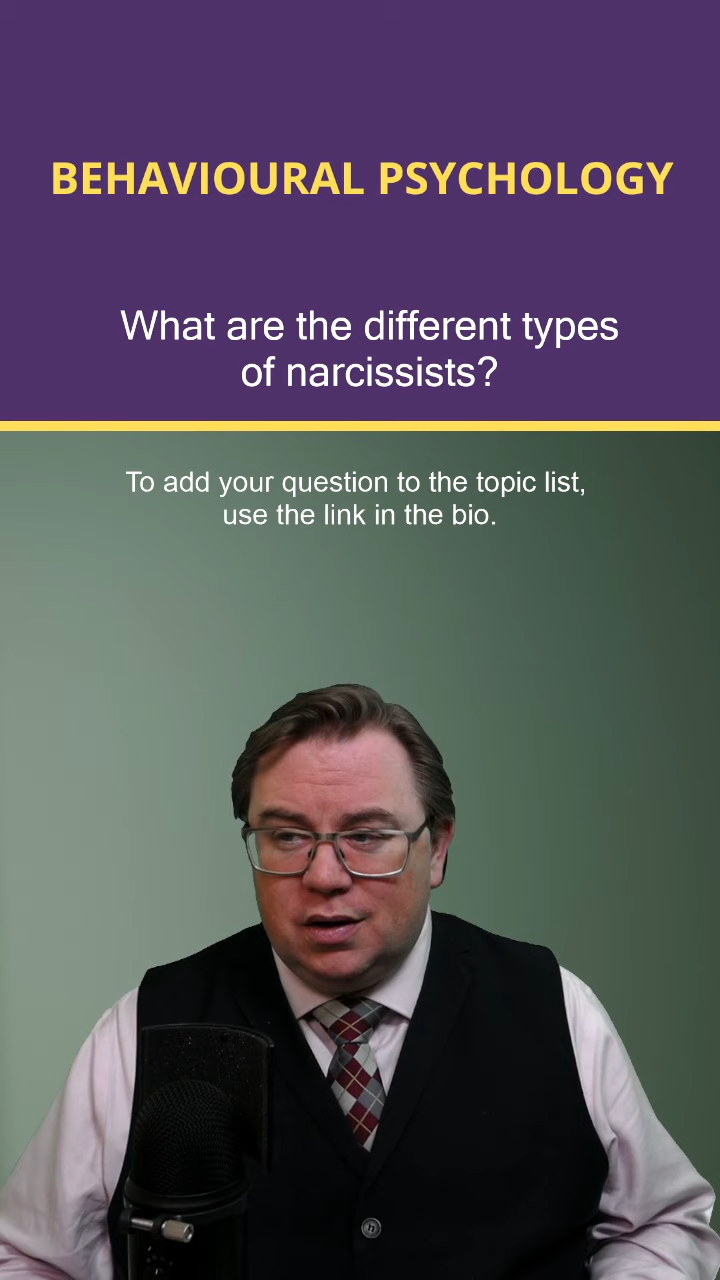 BEHAVIOURAL PSYCHOLOGY
What are the different types
of narcissists?
To add your question to the topic list,
use the link in the bio.